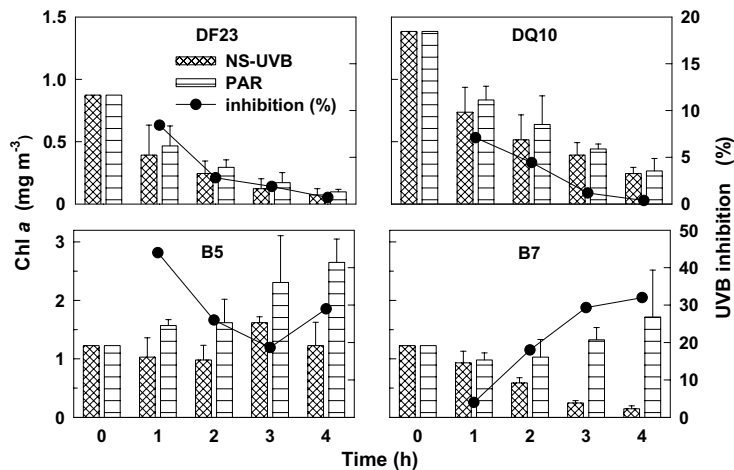 1.5
1.0
0.5
0
DF23
NS-UVB
PAR
inhibition (%)
DQ10
20
15
10
5
0
Chl a (mg m-3)
UVB inhibition (%)
3
2
1
0
B5
B7
50
40
30
20
10
0
0 1 2 3 4 0 1 2 3 4
Time (h)